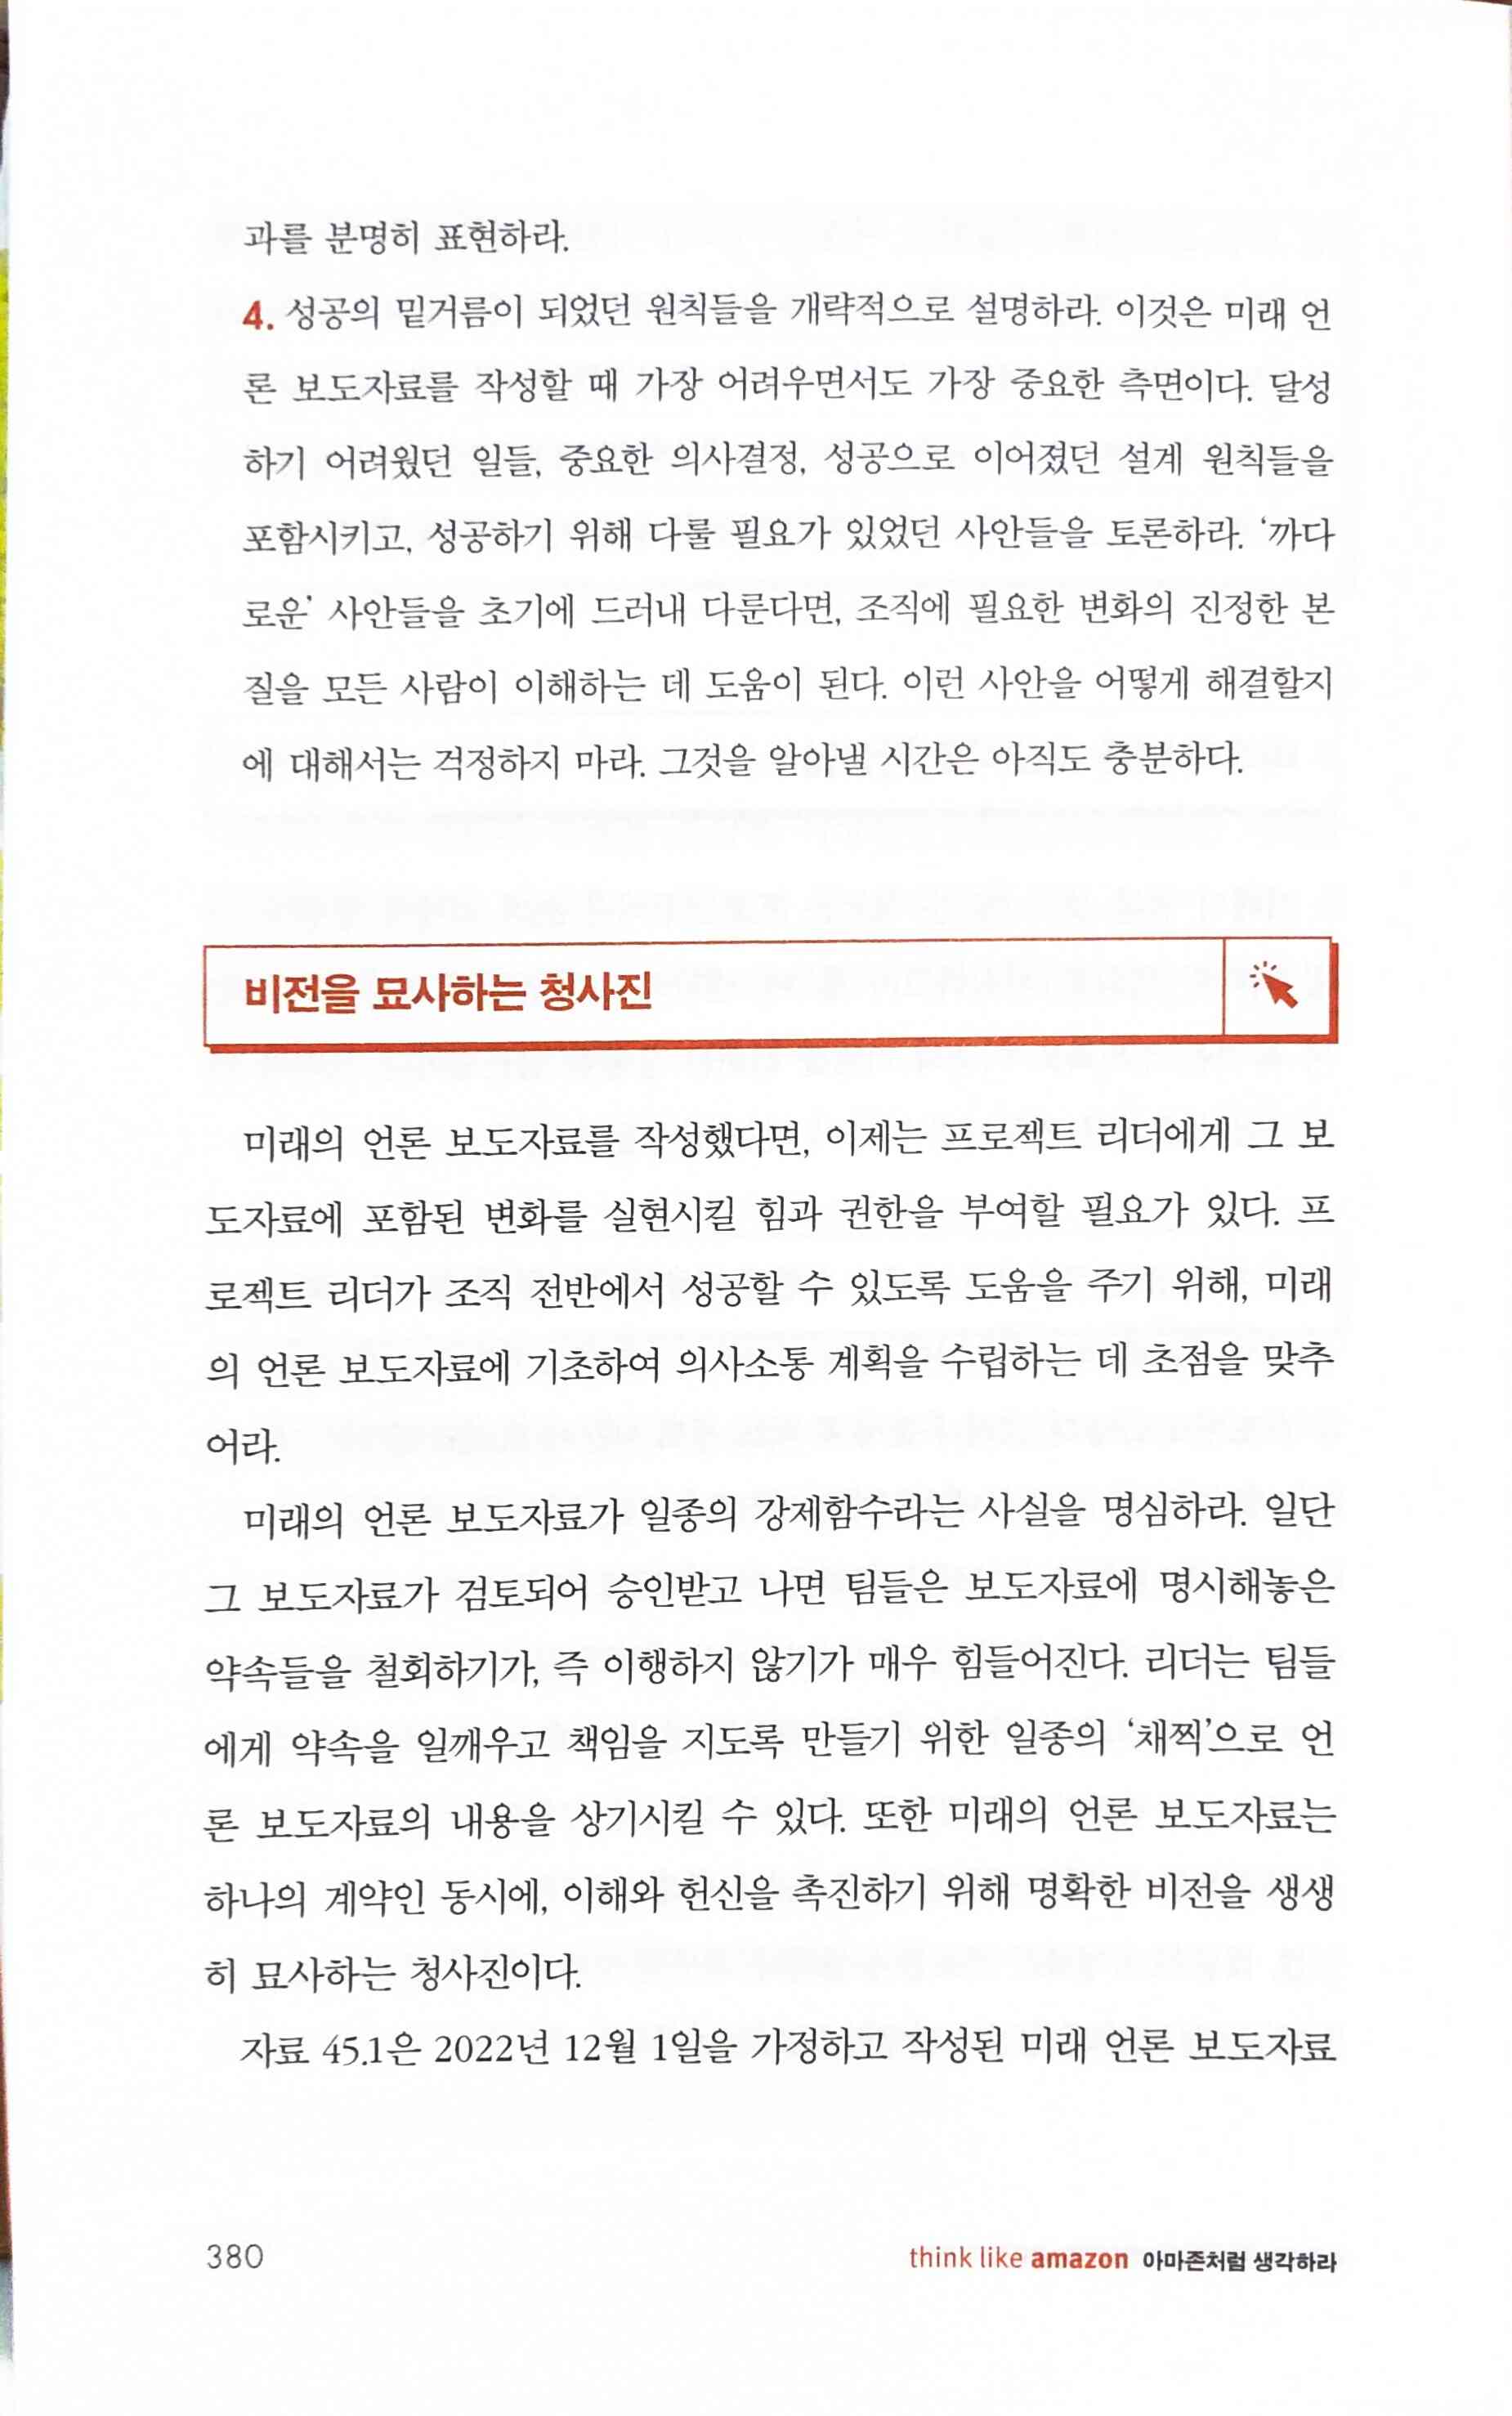 과를 분명히 표현하라.
4. 성공의 밑거름이 되었던 원칙들을 개략적으로 설명하라. 이것은 미래 언
론 보도자료를 작성할 때 가장 어려우면서도 가장 중요한 측면이다. 달성
하기 어려웠던 일들, 중요한 의사결정, 성공으로 이어졌던 설계 원칙들을
포함시키고, 성공하기 위해 다룰 필요가 있었던 사안들을 토론하라. ‘까다
로운’ 사안들을 초기에 드러내 다룬다면, 조직에 필요한 변화의 진정한 본
질을 모든 사람이 이해하는 데 도움이 된다. 이런 사안을 어떻게 해결할지
에 대해서는 걱정하지 마라. 그것을 알아낼 시간은 아직도 충분하다.
비전을 묘사하는 청사진
미래의 언론 보도자료를 작성했다면, 이제는 프로젝트 리더에게 그 보
도자료에 포함된 변화를 실현시킬 힘과 권한을 부여할 필요가 있다. 프
로젝트 리더가 조직 전반에서 성공할 수 있도록 도움을 주기 위해, 미래
의 언론 보도자료에 기초하여 의사소통 계획을 수립하는 데 초점을 맞추
어라.
미래의 언론 보도자료가 일종의 강제함수라는 사실을 명심하라. 일단
그 보도자료가 검토되어 승인받고 나면 팀들은 보도자료에 명시해놓은
약속들을 철회하기가, 즉 이행하지 않기가 매우 힘들어진다. 리더는 팀들
에게 약속을 일깨우고 책임을 지도록 만들기 위한 일종의 ‘채찍’으로 언
론 보도자료의 내용을 상기시킬 수 있다. 또한 미래의 언론 보도자료는
하나의 계약인 동시에, 이해와 헌신을 촉진하기 위해 명확한 비전을 생생
히 묘사하는 청사진이다.
자료 45.1은 2022년 12월 1일을 가정하고 작성된 미래 언론 보도자료
380
think like amazon 아마존처럼 생각하라